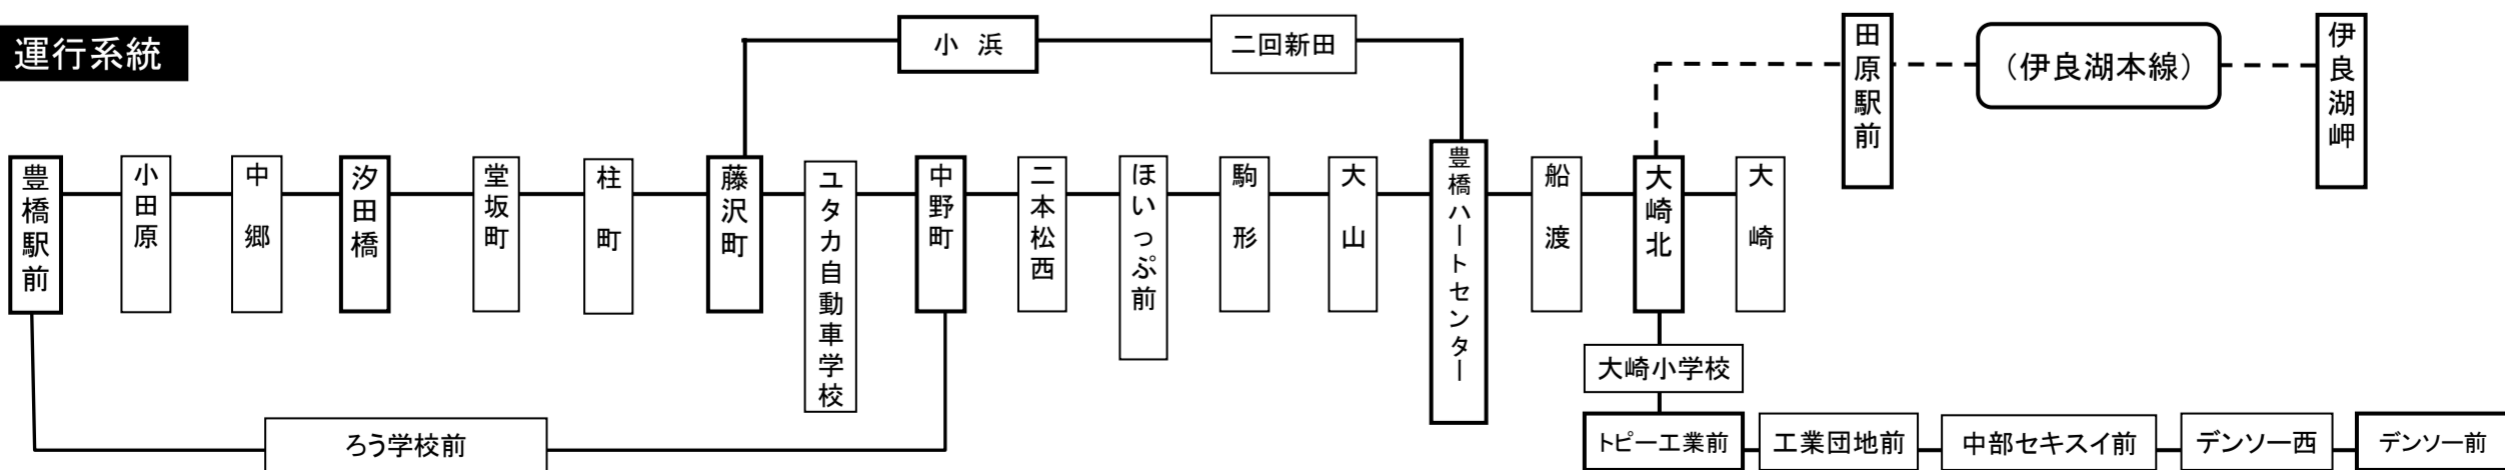 運行系統
小浜
二回新田
田原駅前
(伊良湖本線)
伊良湖岬
豊橋駅前
小田原
中郷
汐田橋
堂坂町
柱町
藤沢町
ユタカ自動車学校
中野町
二本松西
ほいっぷ前
駒形
大山
豊橋ハートセンター
船渡
大崎北
大崎
大崎小学校
ろう学校前
トピー工業前
工業団地前
中部セキスイ前
デンソー西
デンソー前